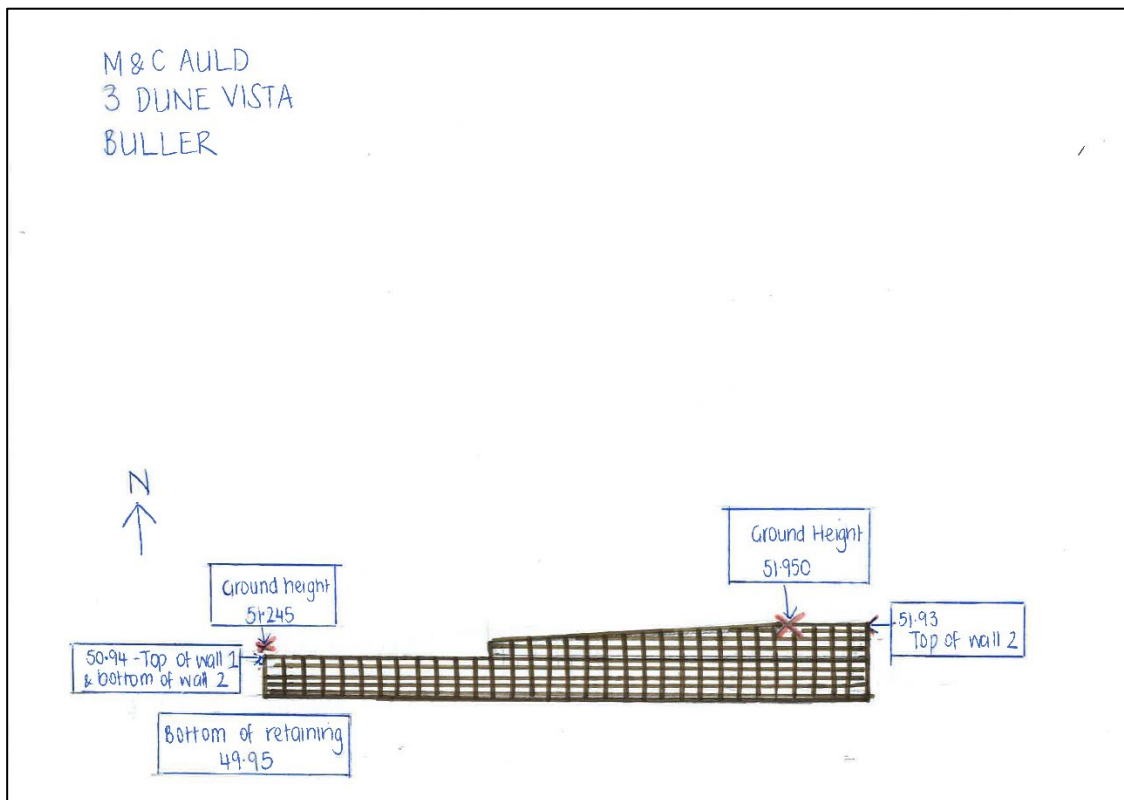 M & C AULD
3 DUNE VISTA
BULLER
N
Ground Height
51.950
Ground height
51.245
51.93
Top of wall 2
50.94 - Top of wall 1
& bottom of wall 2
Bottom of retaining
49.95